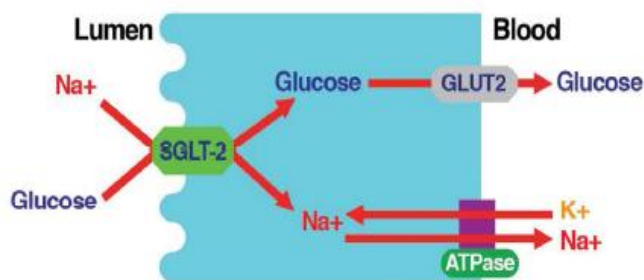 Lumen Blood
Na+ Glucose GLUT2 Glucose
SGLT-2
Glucose Na+ K+
Na+
ATPase